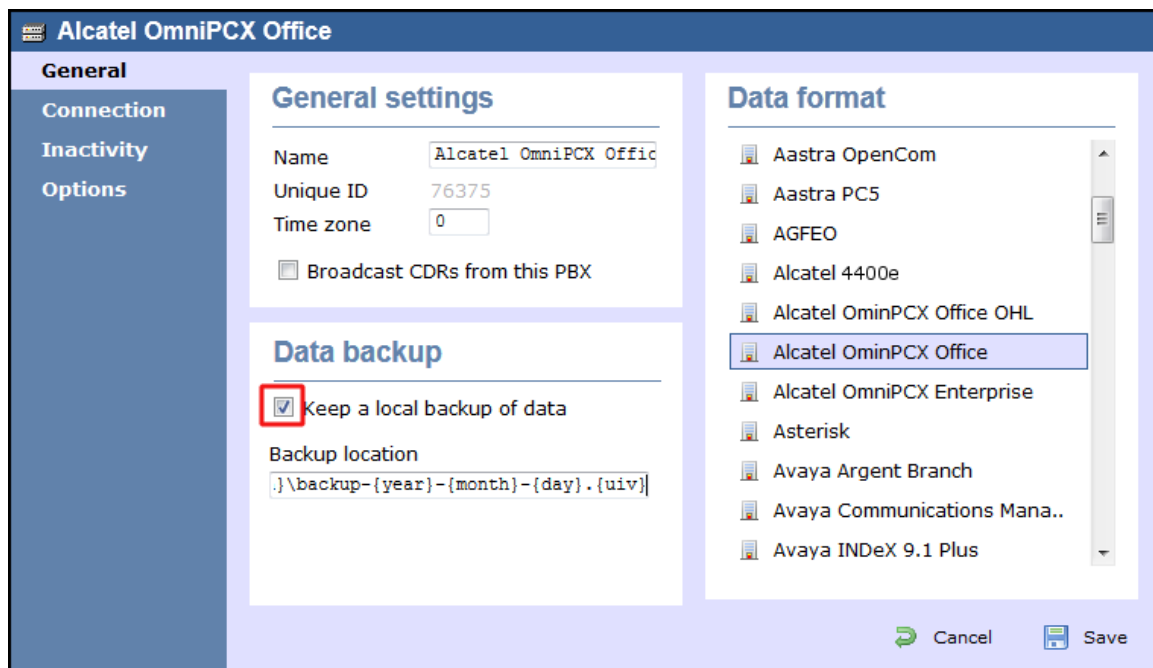 Alcatel OmniPCX Office
General
Connection
Inactivity
Options
General settings
Name Alcatel OmniPCX Offic
Unique ID 76375
Time zone 0
Broadcast CDRs from this PBX
Data backup
Keep a local backup of data
Backup location
.}\backup-{year}-{month}-{day}.{uiv}
Data format
Aastra OpenCom
Aastra PC5
AGFEO
Alcatel 4400e
Alcatel OminPCX Office OHL
Alcatel OminPCX Office
Alcatel OmniPCX Enterprise
Asterisk
Avaya Argent Branch
Avaya Communications Mana..
Avaya INDeX 9.1 Plus
Cancel Save